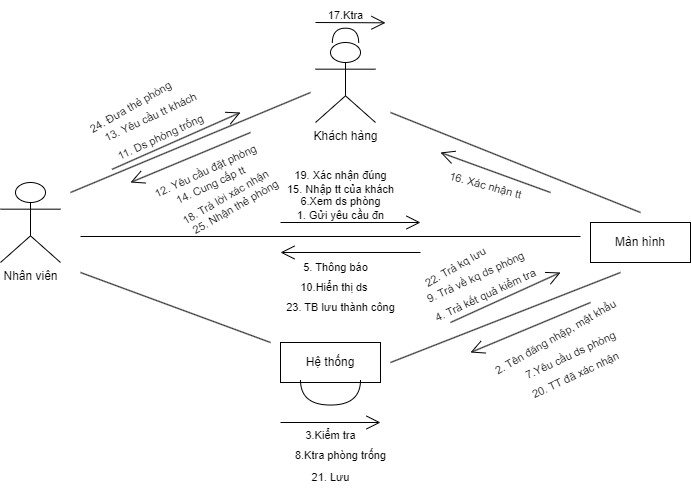 17.Ktra
Khách hàng
24. Đưa thẻ phòng
13. Yêu cầu tt khách
11. Ds phòng trống
12. Yêu cầu đặt phòng
14. Cung cấp tt
18. Trả lời xác nhận
25. Nhận thẻ phòng
19. Xác nhận đúng
15. Nhập tt của khách
6.Xem ds phòng
1. Gửi yêu cầu đn
16. Xác nhận tt
Nhân viên
Màn hình
5. Thông báo
10.Hiển thị ds
23. TB lưu thành công
22. Trả kq lưu
9. Trả về kq ds phòng
4. Trả kết quả kiểm tra
2. Tên đăng nhập, mật khẩu
7.Yêu cầu ds phòng
20. TT đã xác nhận
Hệ thống
3.Kiểm tra
8.Ktra phòng trống
21. Lưu